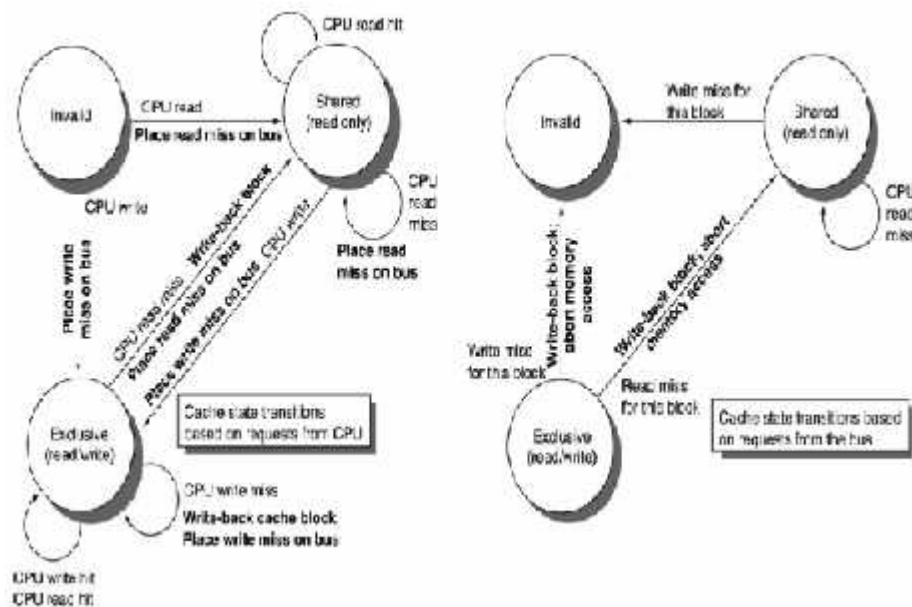 CPU read hit
Invalid
CPU read
Place read miss on bus
Shared
(read only)
CPU write
CPU
read
miss
Place read
miss on bus
Place write
miss on bus
CPU read miss
Write-back block
Place read miss on bus
Place write miss on bus
CPU write
Cache state transitions
based on requests from CPU
Exclusive
(read/write)
CPU write miss
Write-back cache block
Place write miss on bus
CPU write hit
CPU read hit
Write miss for
this block
Invalid
Shared
(read only)
CPU
read
miss
Write-back block;
abort memory
access
Write-back block; abort
memory access
Write miss
for this block
Read miss
for this block
Exclusive
(read/write)
Cache state transitions based
on requests from the bus